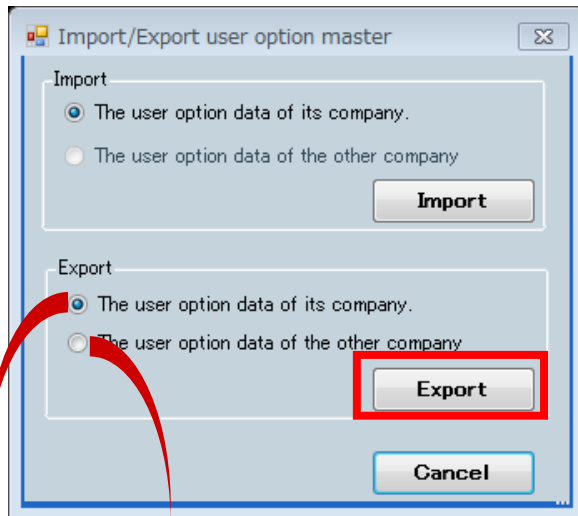 Import/Export user option master
Import
The user option data of its company.
The user option data of the other company
Import
Export
The user option data of its company.
The user option data of the other company
Export
Cancel